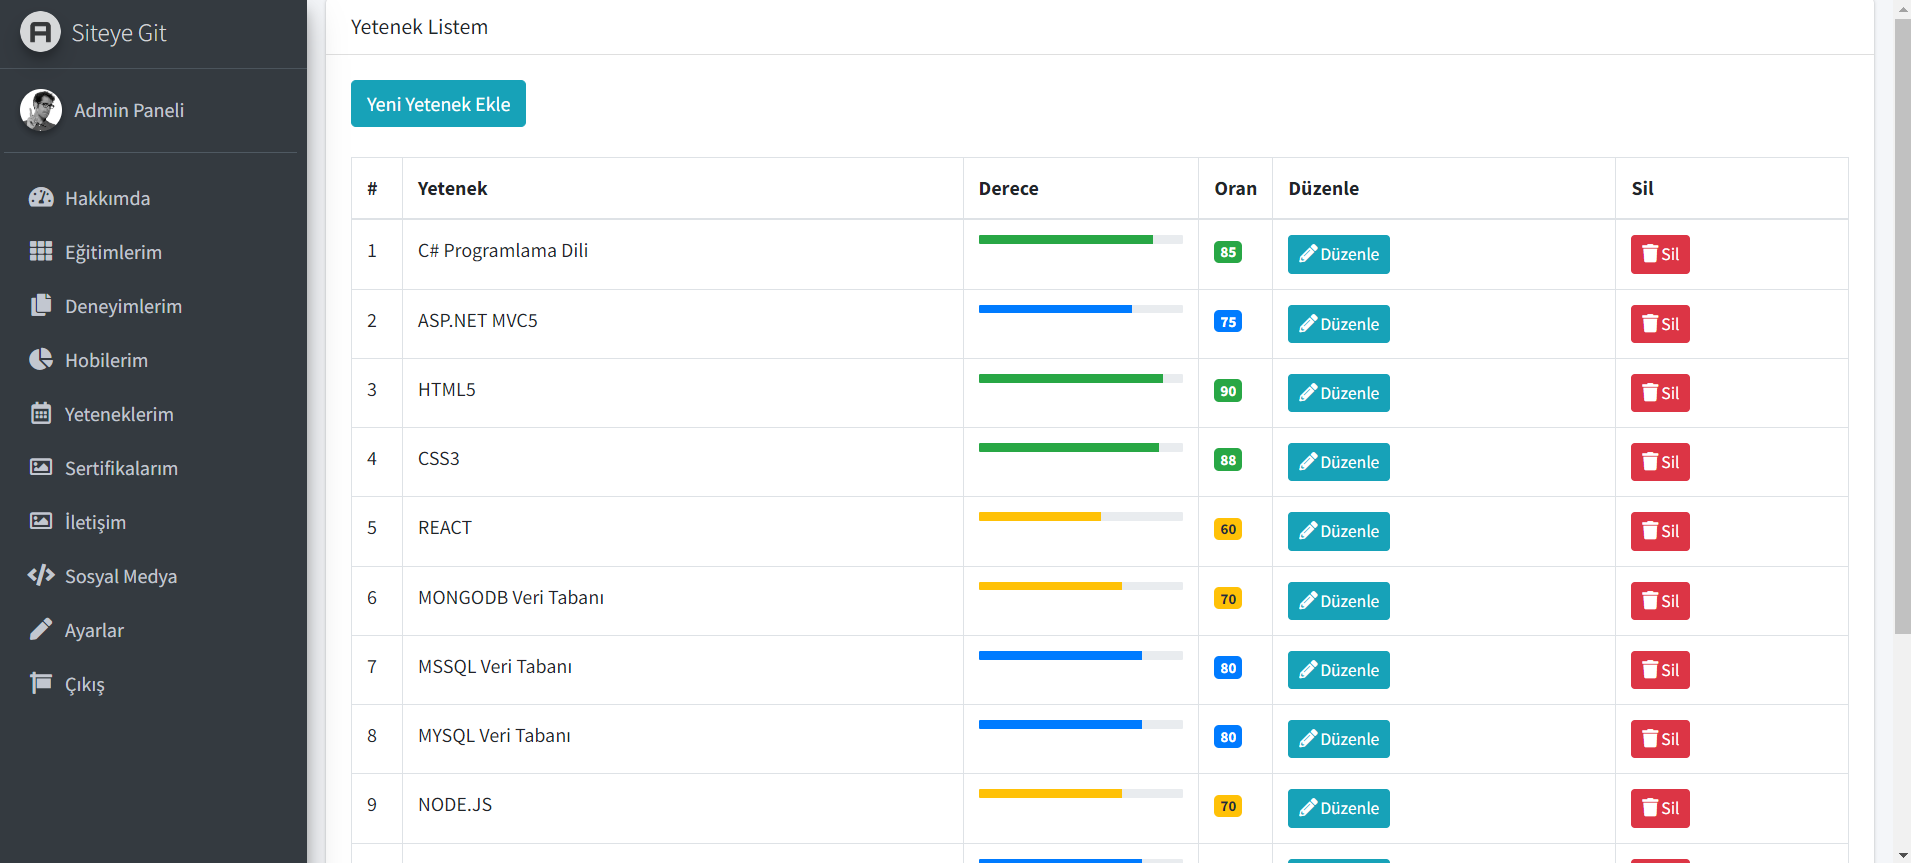 Siteye Git
Admin Paneli
Hakkımda
Eğitimlerim
Deneyimlerim
Hobilerim
Yeteneklerim
Sertifikalarım
İletişim
Sosyal Medya
Ayarlar
Çıkış
Yetenek Listem
Yeni Yetenek Ekle
# Yetenek Derece Oran Düzenle Sil
1 C# Programlama Dili 85 Düzenle Sil
2 ASP.NET MVC5 75 Düzenle Sil
3 HTML5 90 Düzenle Sil
4 CSS3 88 Düzenle Sil
5 REACT 60 Düzenle Sil
6 MONGODB Veri Tabanı 70 Düzenle Sil
7 MSSQL Veri Tabanı 80 Düzenle Sil
8 MYSQL Veri Tabanı 80 Düzenle Sil
9 NODE.JS 70 Düzenle Sil